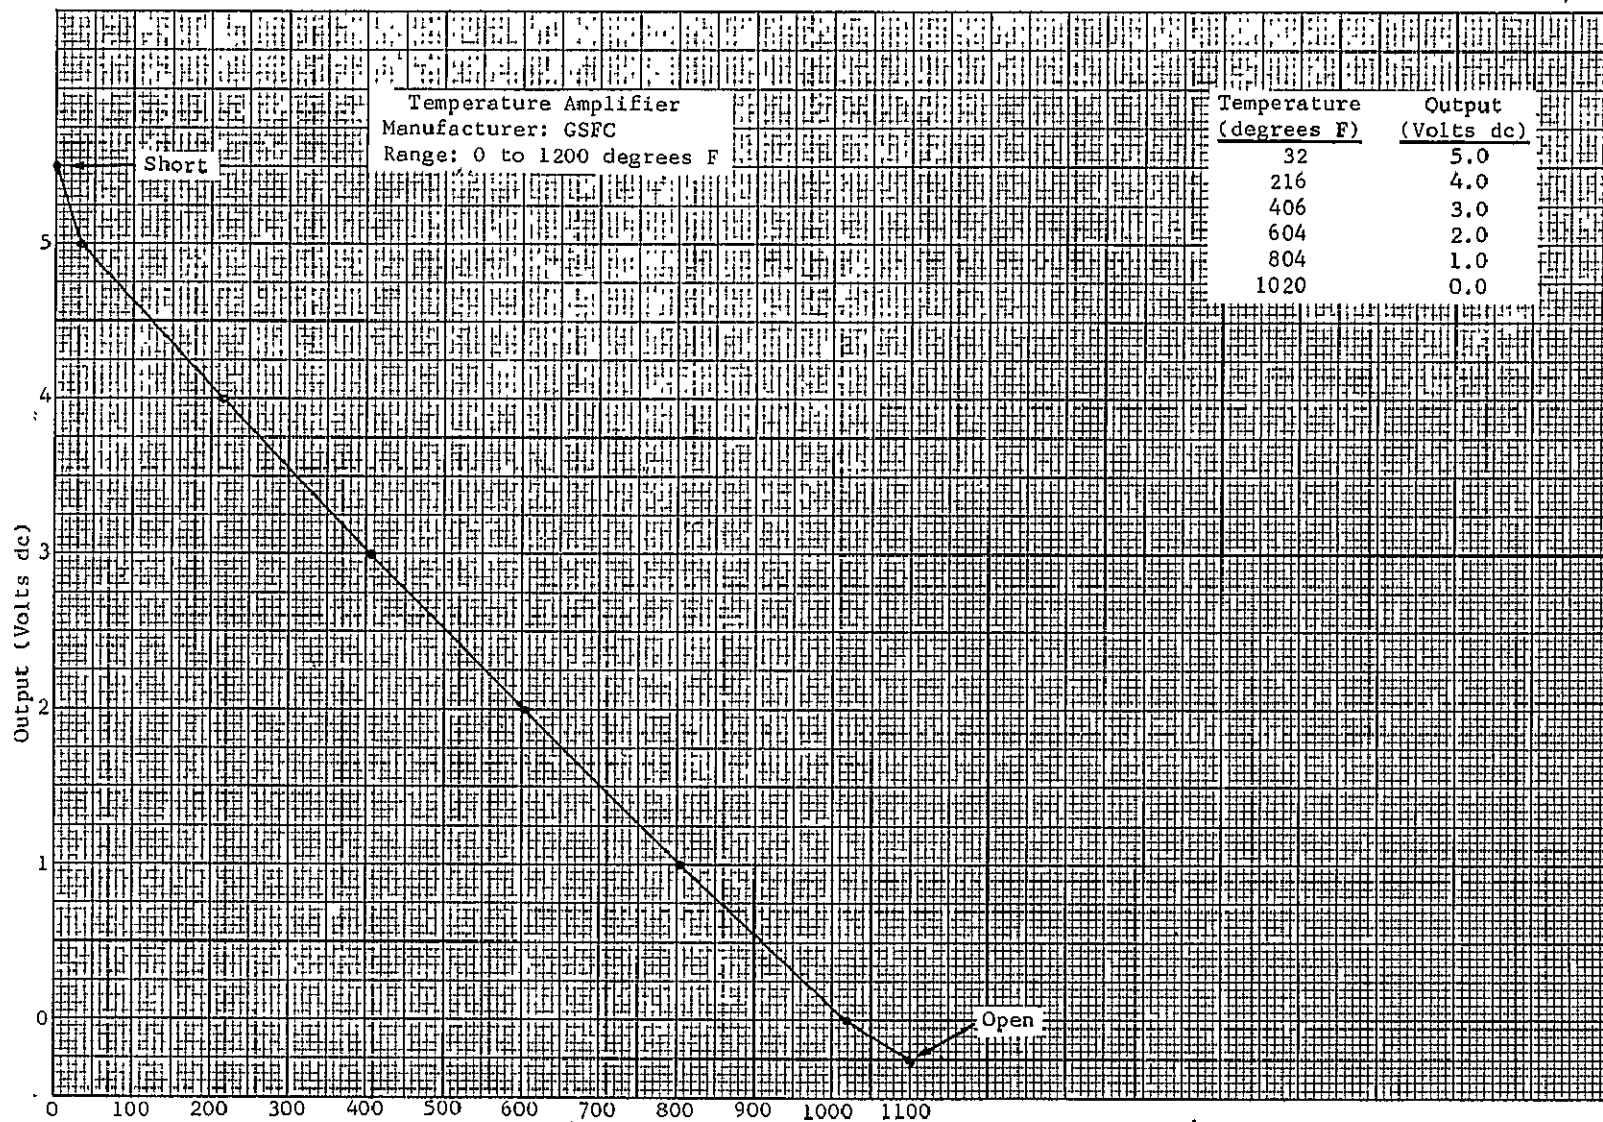 Temperature Amplifier
Manufacturer: GSFC
Range: 0 to 1200 degrees F
Temperature Output
(degrees F) (Volts dc)
32 5.0
216 4.0
406 3.0
604 2.0
804 1.0
1020 0.0
Short
5
4
3
2
1
0
Output (Volts dc)
Open
0 100 200 300 400 500 600 700 800 900 1000 1100